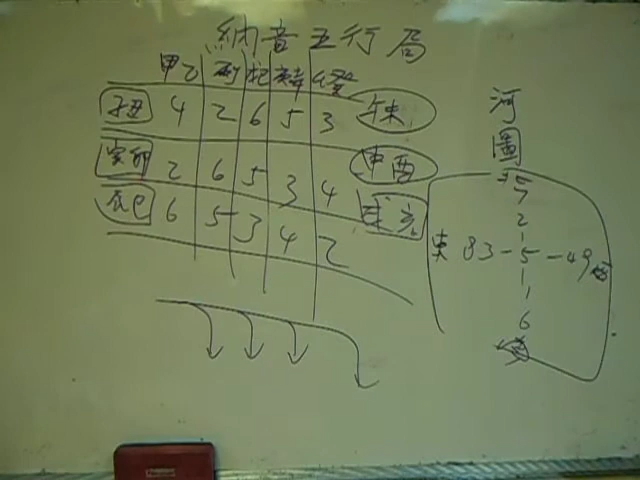 納音五行局
甲乙 丙丁 戊己 庚辛 壬癸
子丑 4 2 6 5 3 午未
寅卯 2 6 5 3 4 申酉
辰巳 6 5 3 4 2 戌亥
河圖
7
2
東 83-5-49 西
1
6